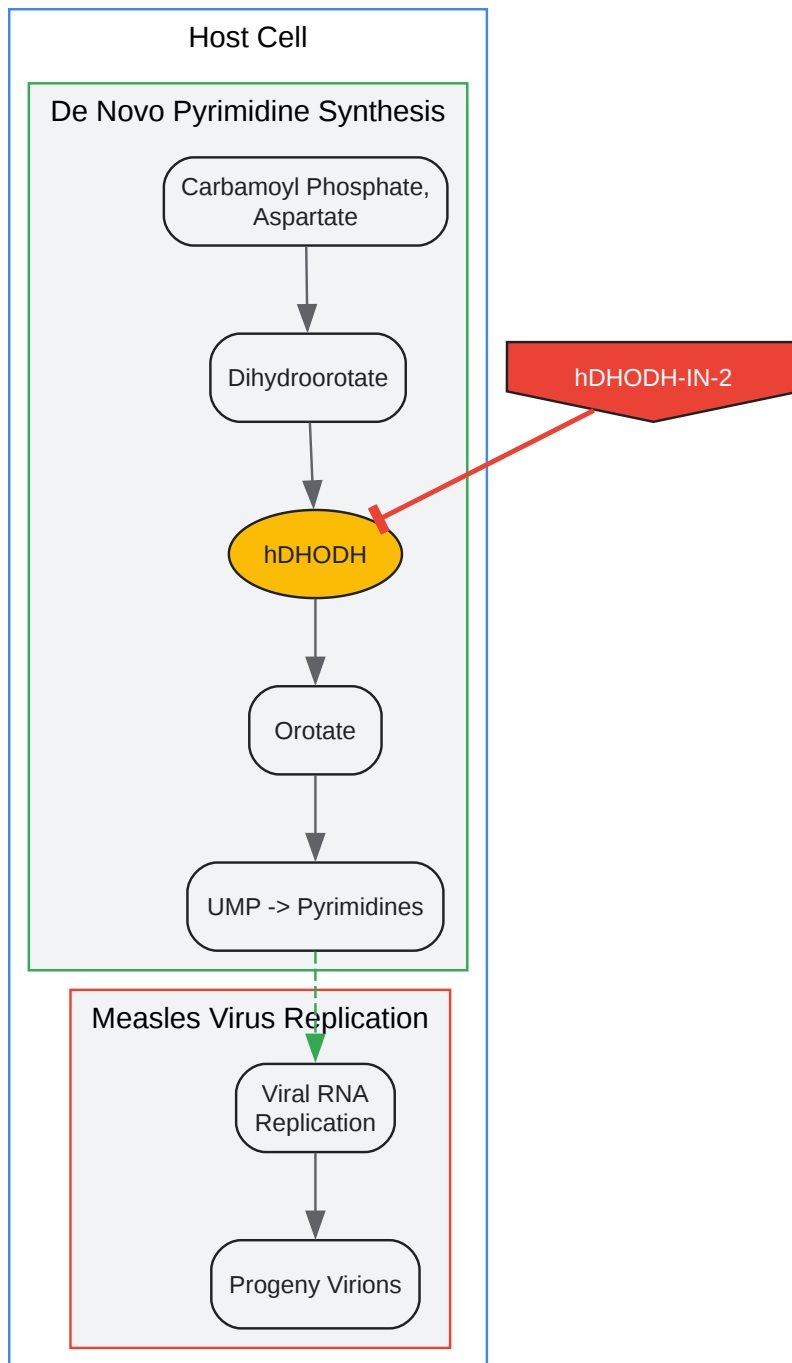 Host Cell
De Novo Pyrimidine Synthesis
Carbamoyl Phosphate,
Aspartate
Dihydroorotate
hDHODH-IN-2
hDHODH
Orotate
UMP -> Pyrimidines
Measles Virus Replication
Viral RNA
Replication
Progeny Virions